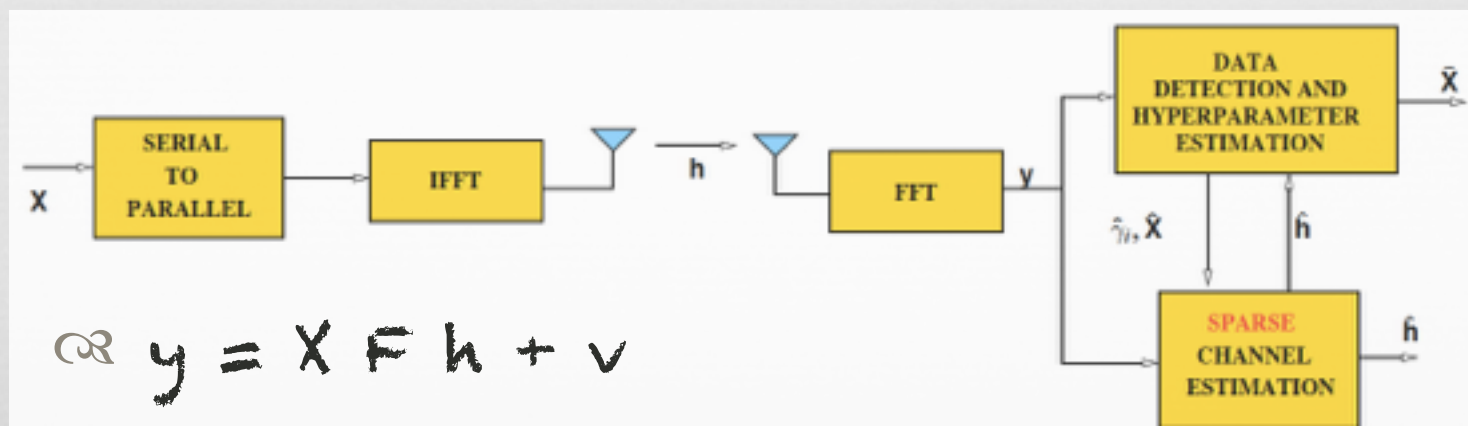 X
SERIAL
TO
PARALLEL
IFFT
h
FFT
y
DATA
DETECTION AND
HYPERPARAMETER
ESTIMATION
X̂
γ̂ᵢ, X̂
ĥ
SPARSE
CHANNEL
ESTIMATION
ĥ
y = X F h + v